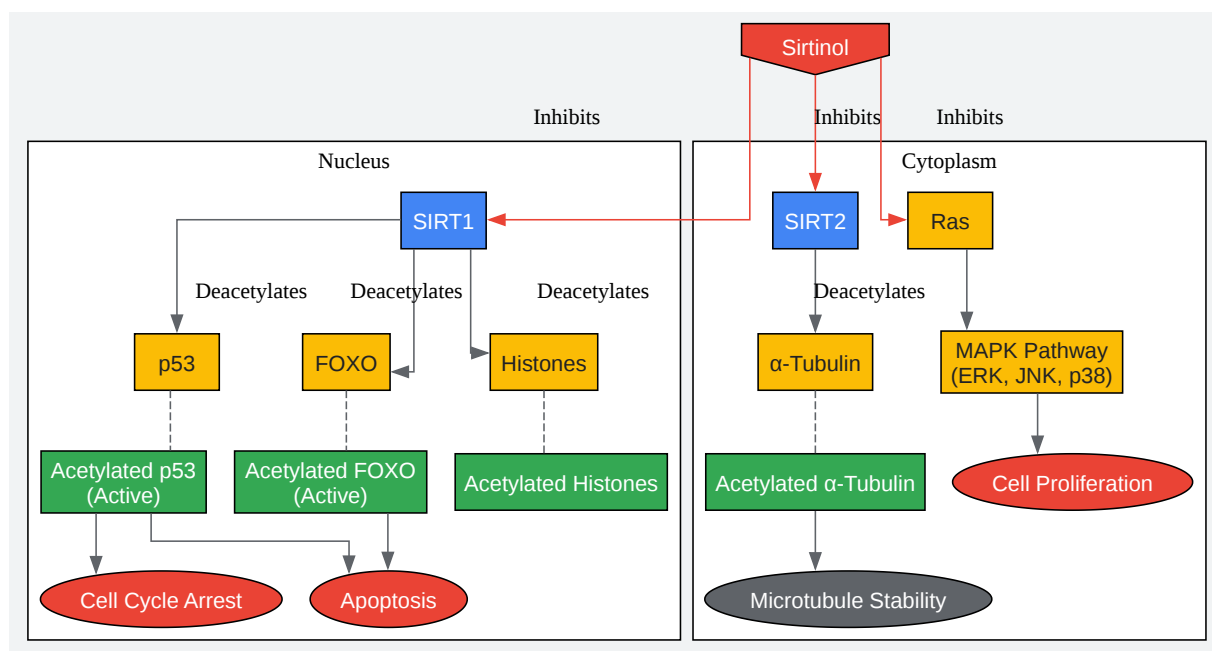 Sirtinol
Inhibits
Inhibits
Inhibits
Nucleus
Cytoplasm
SIRT1
SIRT2
Ras
Deacetylates
Deacetylates
Deacetylates
Deacetylates
p53
FOXO
Histones
α-Tubulin
MAPK Pathway
(ERK, JNK, p38)
Acetylated p53
(Active)
Acetylated FOXO
(Active)
Acetylated Histones
Acetylated α-Tubulin
Cell Proliferation
Cell Cycle Arrest
Apoptosis
Microtubule Stability